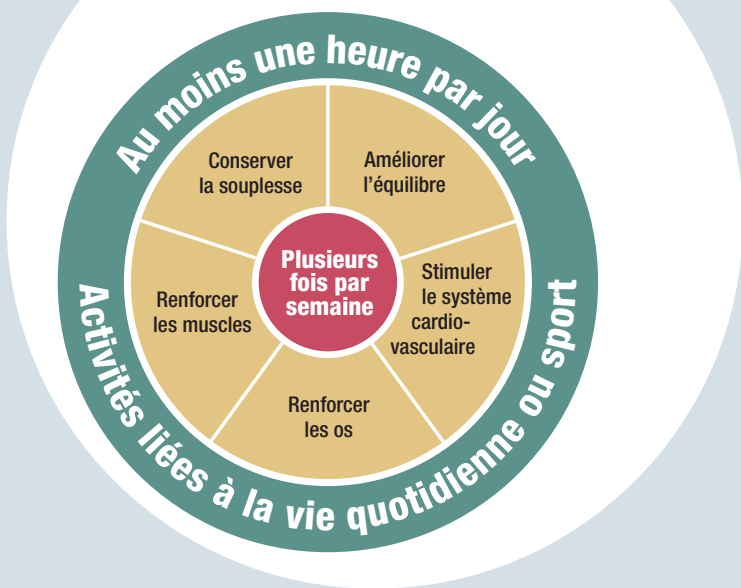 Au moins une heure par jour
Conserver
la souplesse
Améliorer
l'équilibre
Plusieurs
fois par
semaine
Stimuler
le système
cardio-
vasculaire
Renforcer
les muscles
Renforcer
les os
Activités liées à la vie quotidienne ou sport